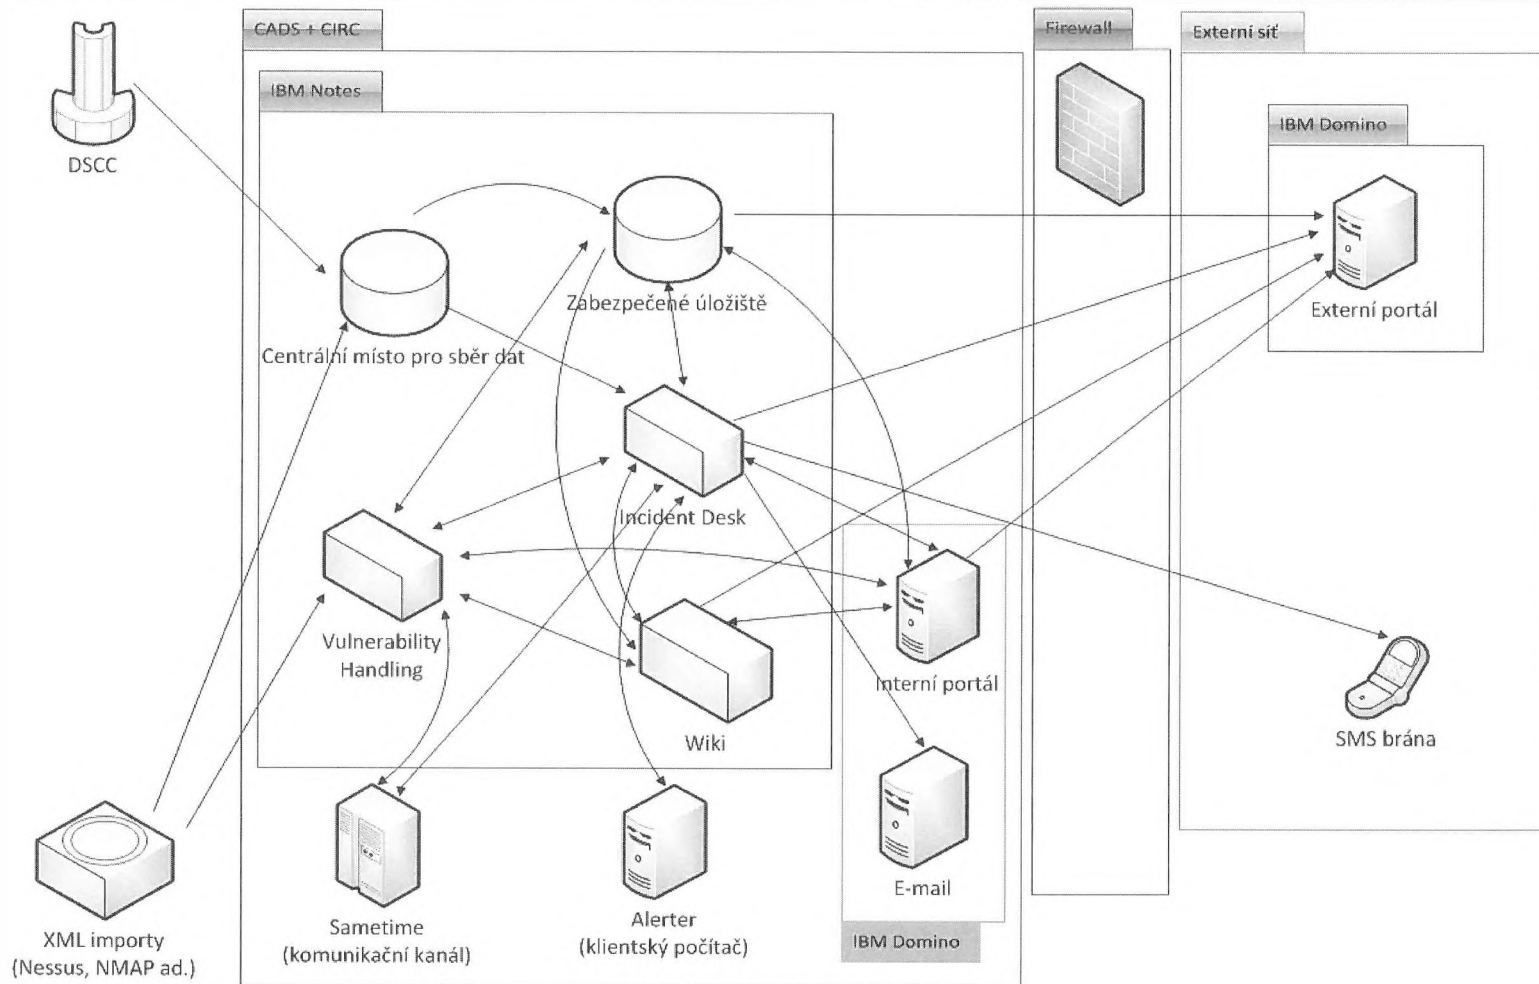 CADS + CIRC
Firewall
Externí síť
IBM Notes
IBM Domino
DSCC
Zabezpečené úložiště
Externí portál
Centrální místo pro sběr dat
Incident Desk
Vulnerability
Handling
Interní portál
Wiki
SMS brána
E-mail
Sametime
(komunikační kanál)
Alerter
(klientský počítač)
IBM Domino
XML importy
(Nessus, NMAP ad.)